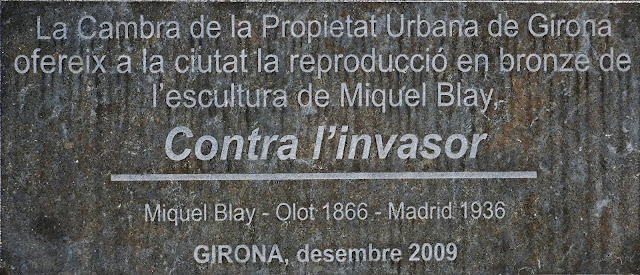 La Cambra de la Propietat Urbana de Girona
ofereix a la ciutat la reproducció en bronze de
l'escultura de Miquel Blay,
Contra l'invasor
Miquel Blay - Olot 1866 - Madrid 1936
GIRONA, desembre 2009